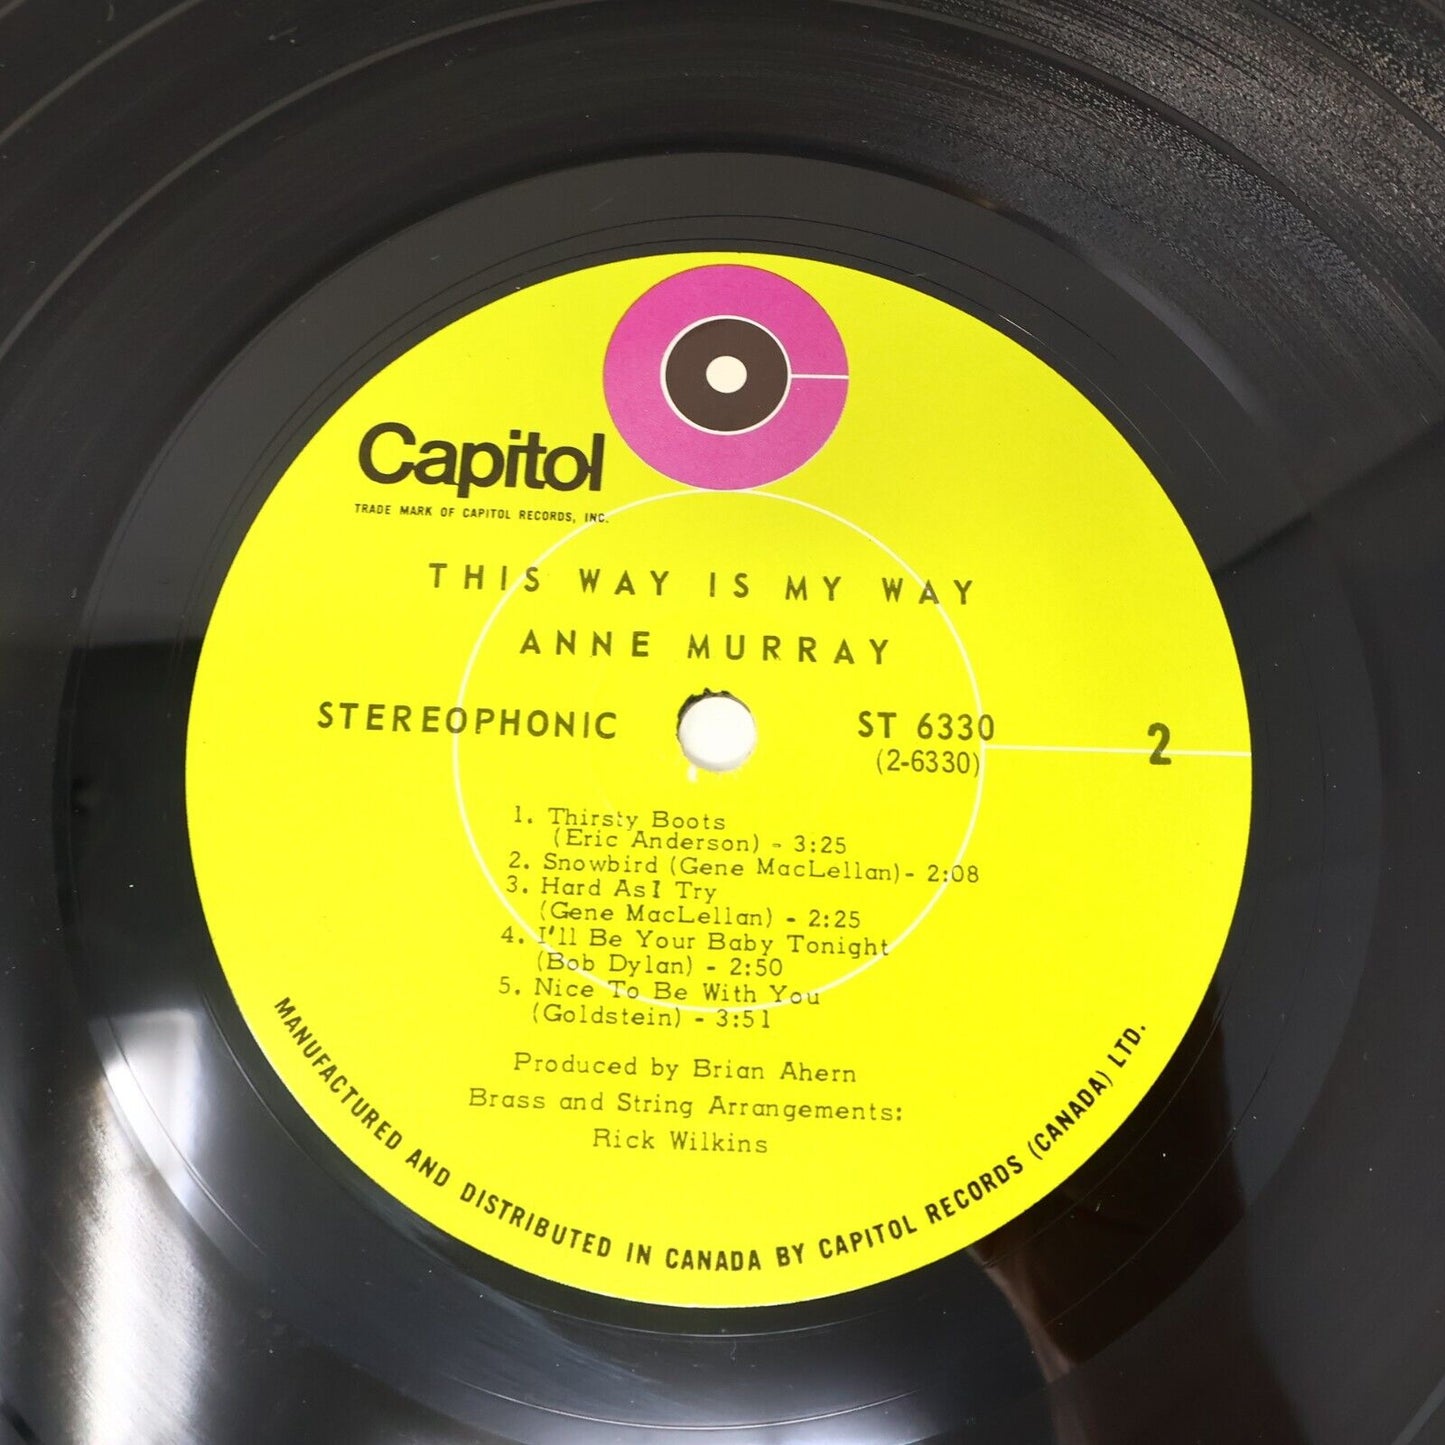 Capitol
TRADE MARK OF CAPITOL RECORDS, INC.
THIS WAY IS MY WAY
ANNE MURRAY
STEREOPHONIC
ST 6330
(2-6330)
2
1. Thirsty Boots
(Eric Anderson) - 3:25
2. Snowbird (Gene MacLellan) - 2:08
3. Hard As I Try
(Gene MacLellan) - 2:25
4. I'll Be Your Baby Tonight
(Bob Dylan) - 2:50
5. Nice To Be With You
(Goldstein) - 3:51
Produced by Brian Ahern
Brass and String Arrangements:
Rick Wilkins
MANUFACTURED AND DISTRIBUTED IN CANADA BY CAPITOL RECORDS (CANADA) LTD.